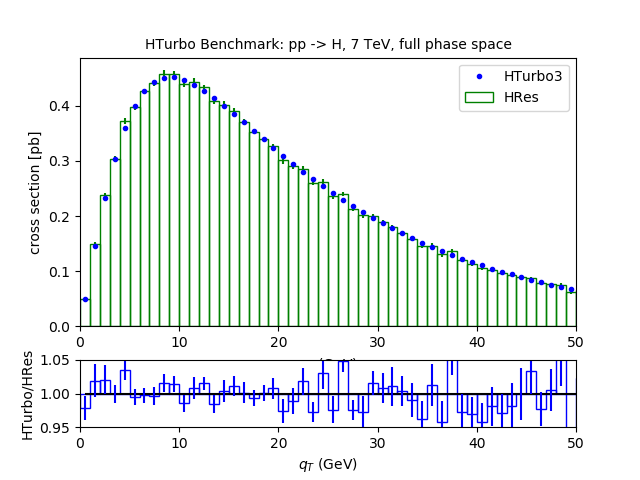 HTurbo Benchmark: pp -> H, 7 TeV, full phase space
HTurbo3
HRes
cross section [pb]
0.4
0.3
0.2
0.1
0.0
0 10 20 30 40 50
HTurbo/HRes
1.05
1.00
0.95
0 10 20 30 40 50
q_T (GeV)